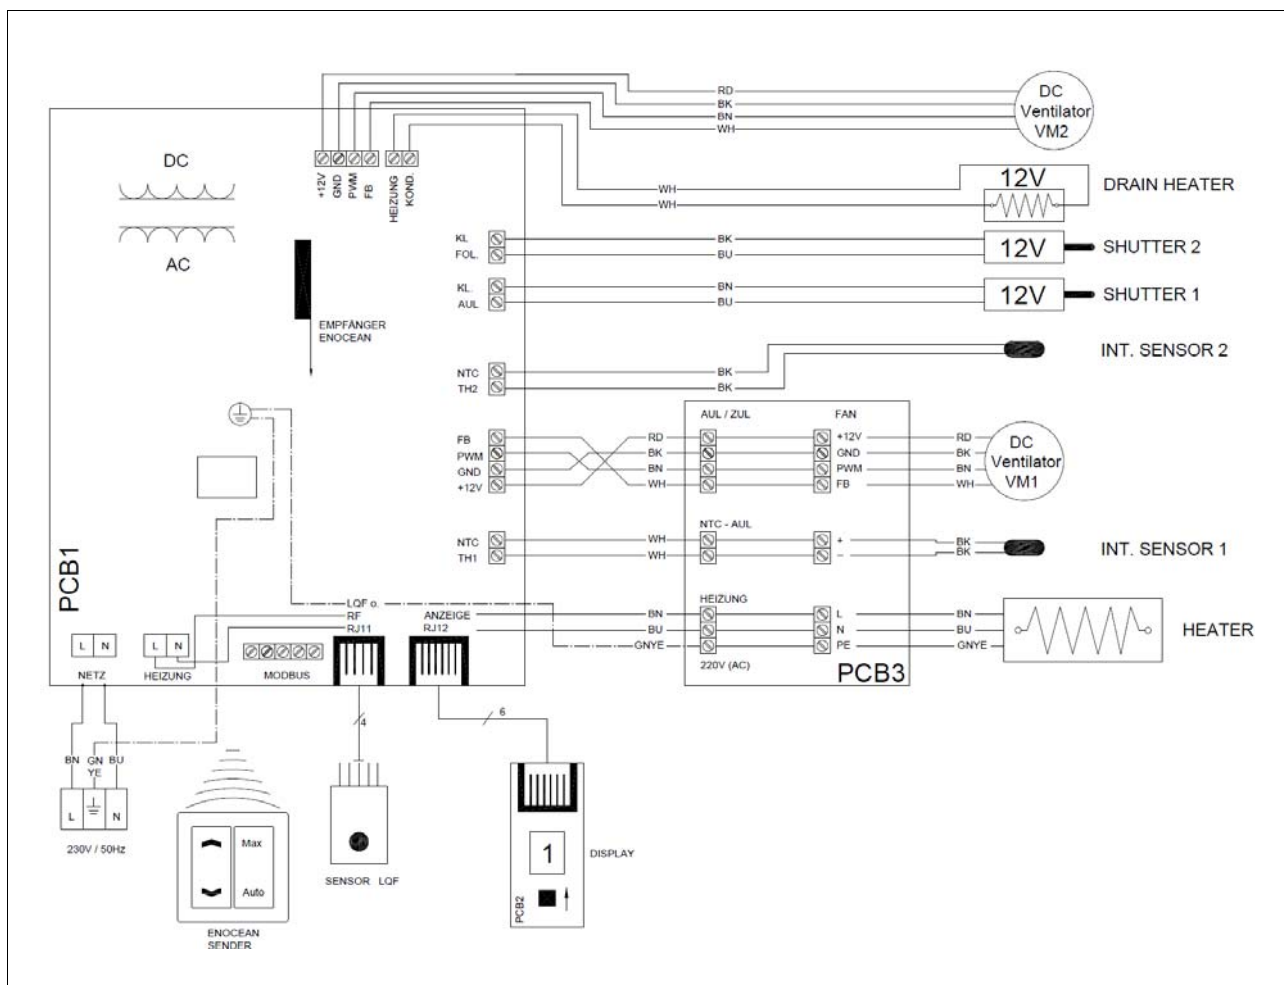 DC
AC
+12V
GND
PWM
FB
HEIZUNG
KOND.
RD
BK
BN
WH
DC
Ventilator
VM2
WH
WH
12V
DRAIN HEATER
KL
FOL.
BK
BU
12V
SHUTTER 2
KL.
AUL
BN
BU
12V
SHUTTER 1
EMPFÄNGER
ENOCEAN
NTC
TH2
BK
BK
INT. SENSOR 2
AUL / ZUL
FAN
FB
PWM
GND
+12V
RD
BK
BN
WH
+12V
GND
PWM
FB
RD
BK
BN
WH
DC
Ventilator
VM1
NTC - AUL
NTC
TH1
WH
WH
+
–
BK
BK
INT. SENSOR 1
PCB1
HEIZUNG
LQF o.
RF
RJ11
ANZEIGE
RJ12
BN
BU
GNYE
L
N
PE
BN
BU
GNYE
HEATER
220V (AC)
PCB3
L N
NETZ
L N
HEIZUNG
MODBUS
4
6
BN
GN
YE
BU
L
N
230V / 50Hz
Max
Auto
ENOCEAN
SENDER
SENSOR LQF
1
DISPLAY
PCB2